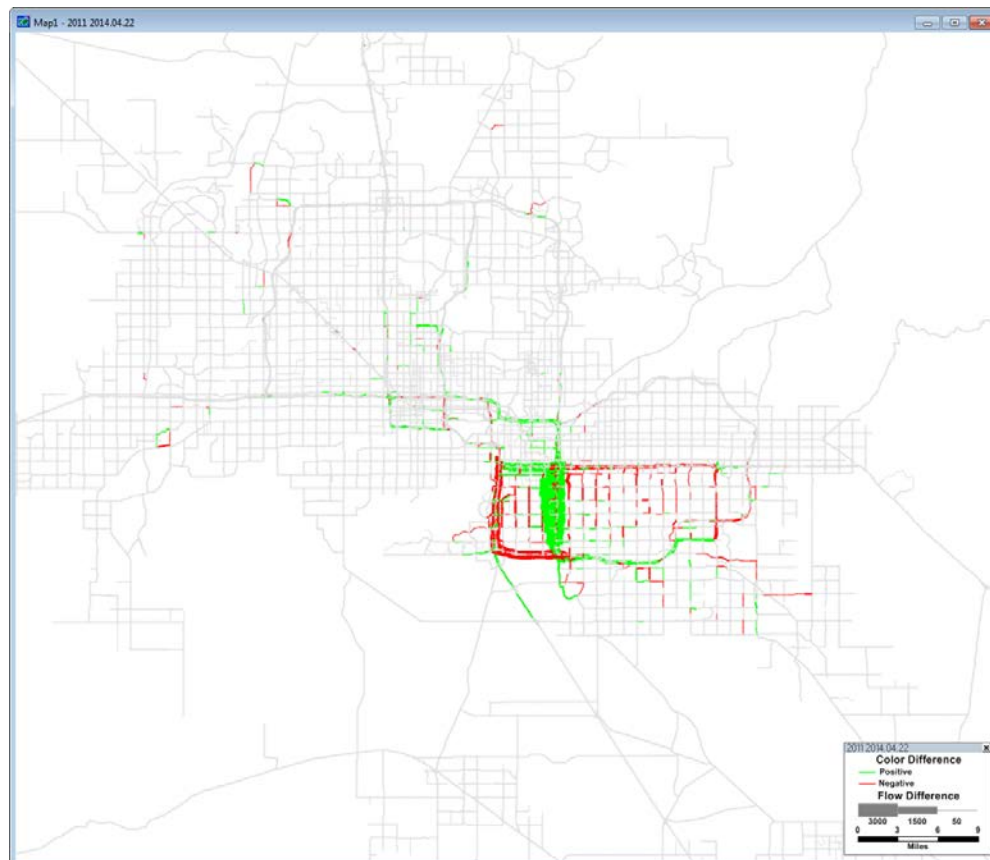 Map1 - 2011 2014.04.22
2011 2014.04.22
Color Difference
Positive
Negative
Flow Difference
3000 1500 50
0 3 6 9
Miles